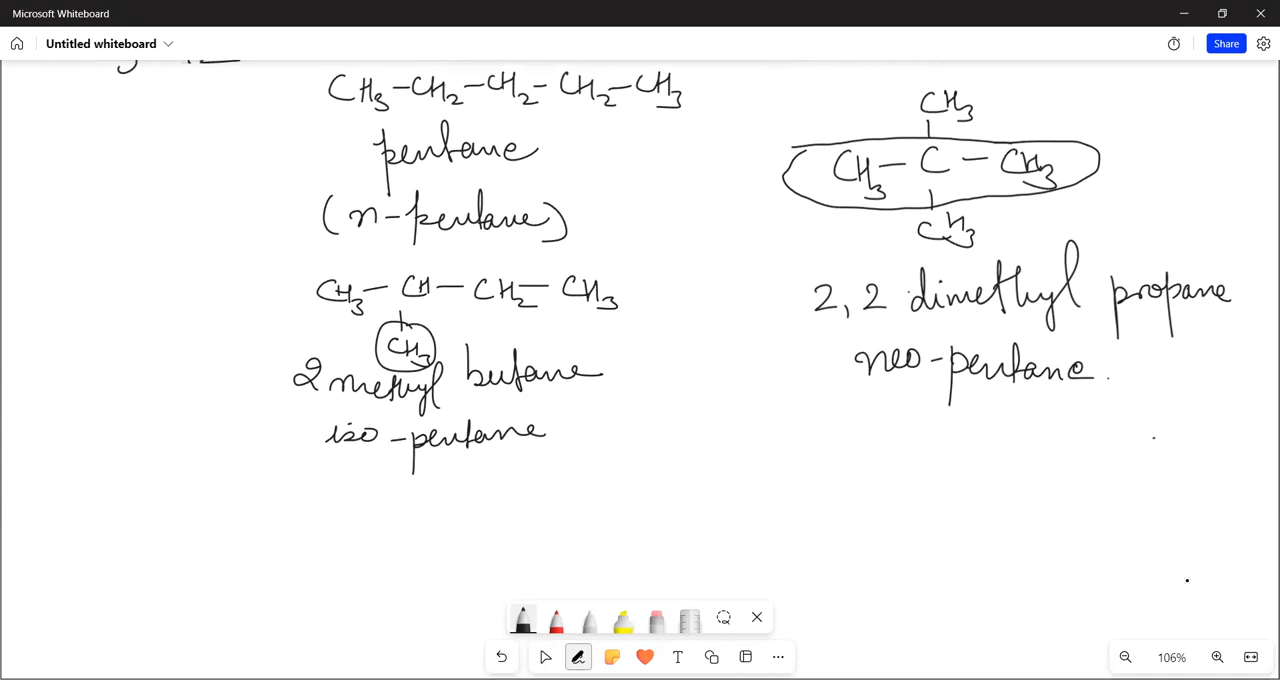 Microsoft Whiteboard
Untitled whiteboard
Share
CH3-CH2-CH2-CH2-CH3
pentane
(n-pentane)
CH3-CH-CH2-CH3
CH3
2 methyl butane
iso-pentane
CH3
CH3-C-CH3
CH3
2,2 dimethyl propane
neo-pentane.
106%